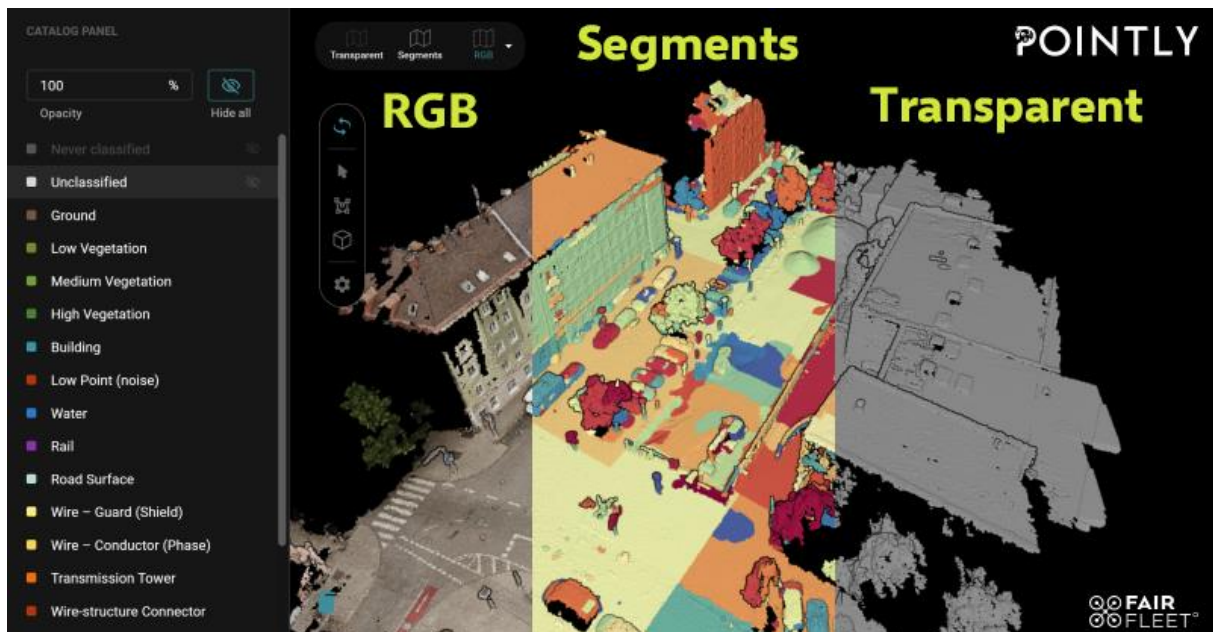 CATALOG PANEL
100 %
Opacity
Hide all
Never classified
Unclassified
Ground
Low Vegetation
Medium Vegetation
High Vegetation
Building
Low Point (noise)
Water
Rail
Road Surface
Wire – Guard (Shield)
Wire – Conductor (Phase)
Transmission Tower
Wire-structure Connector
Transparent
Segments
RGB
RGB
Segments
Transparent
POINTLY
FAIR
FLEET